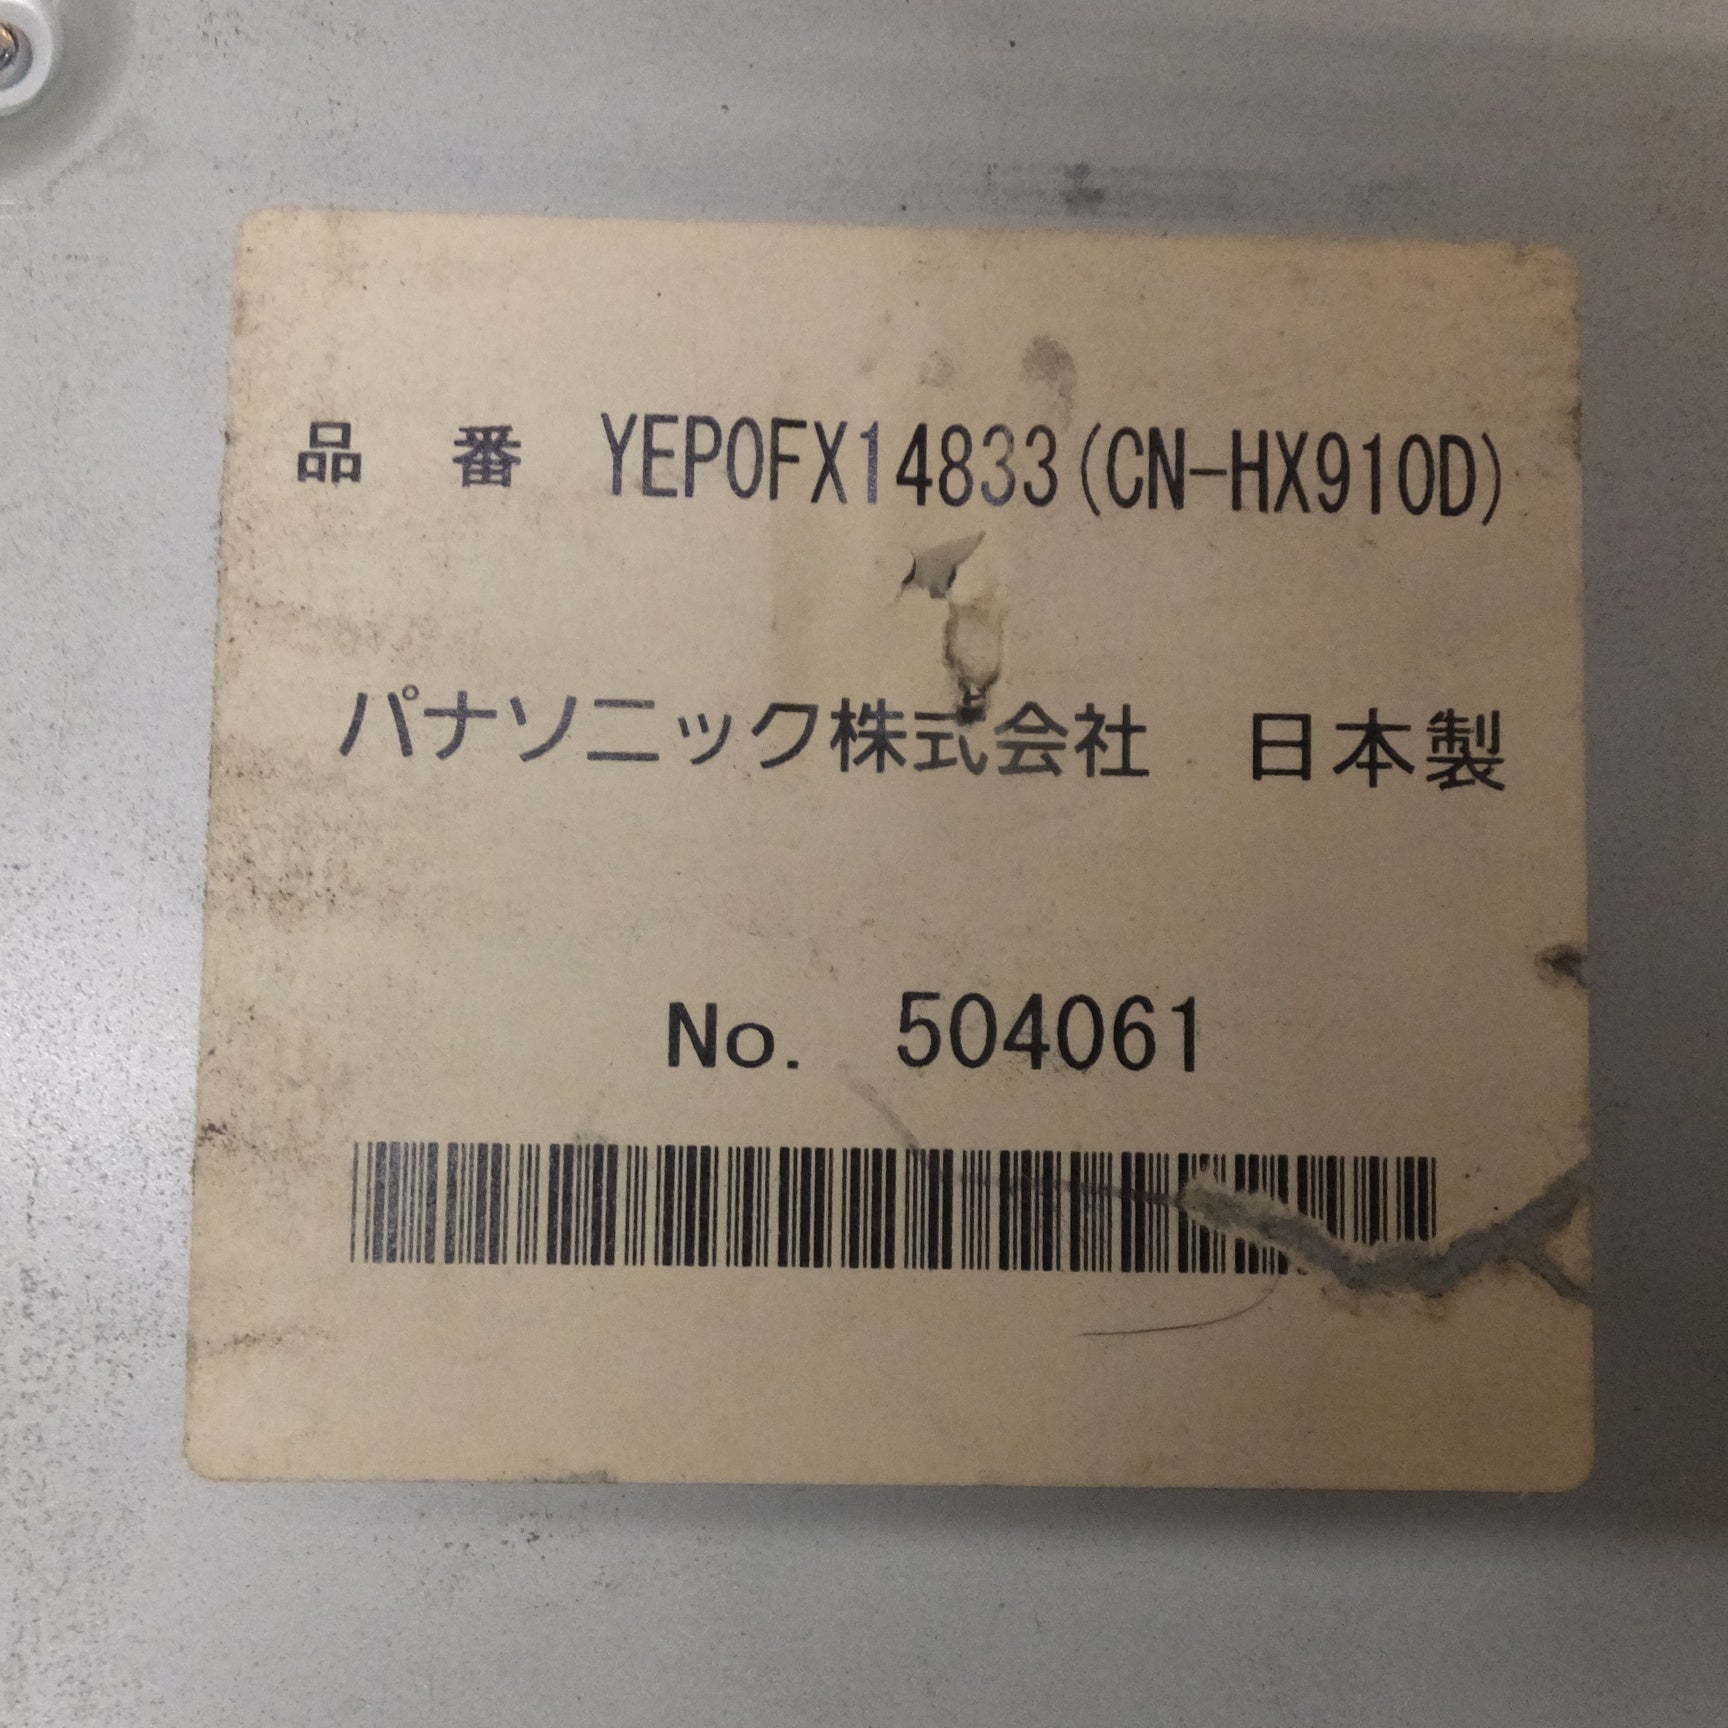 品 番 YEP0FX14833(CN-HX910D)
パナソニック株式会社 日本製
No. 504061